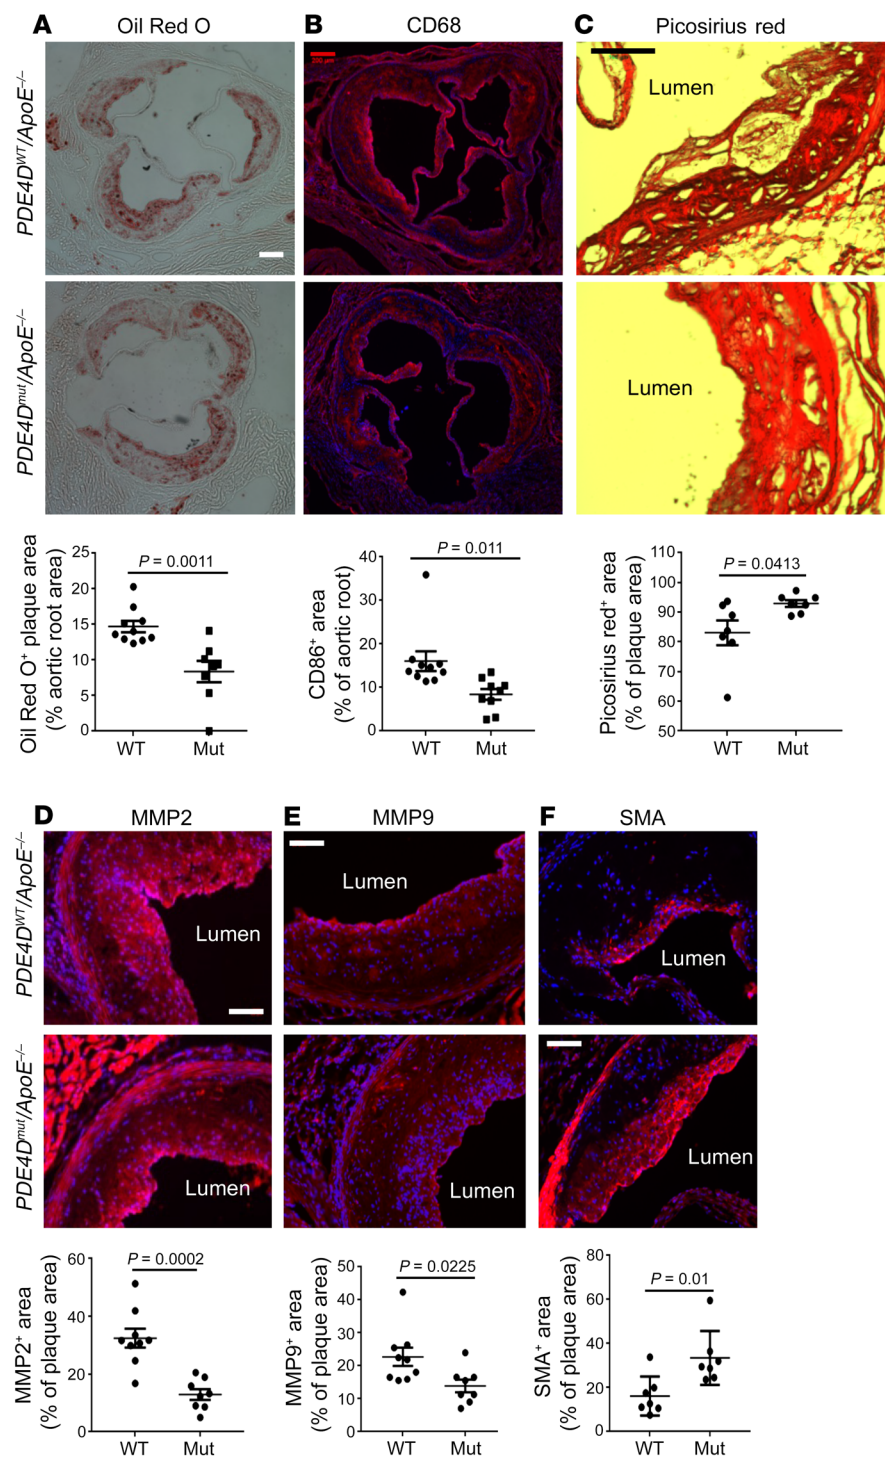 A Oil Red O
B CD68
C Picosirius red
PDE4D^WT/ApoE^–/–
200 µm
Lumen
PDE4D^mut/ApoE^–/–
Lumen
Oil Red O⁺ plaque area
(% aortic root area)
25
20
15
10
5
0
P = 0.0011
WT Mut
CD86⁺ area
(% of aortic root)
40
30
20
10
0
P = 0.011
WT Mut
Picosirius red⁺ area
(% of plaque area)
110
100
90
80
70
60
50
P = 0.0413
WT Mut
D MMP2
E MMP9
F SMA
PDE4D^WT/ApoE^–/–
Lumen
Lumen
Lumen
PDE4D^mut/ApoE^–/–
Lumen
Lumen
Lumen
MMP2⁺ area
(% of plaque area)
60
40
20
0
P = 0.0002
WT Mut
MMP9⁺ area
(% of plaque area)
50
40
30
20
10
0
P = 0.0225
WT Mut
SMA⁺ area
(% of plaque area)
80
60
40
20
0
P = 0.01
WT Mut